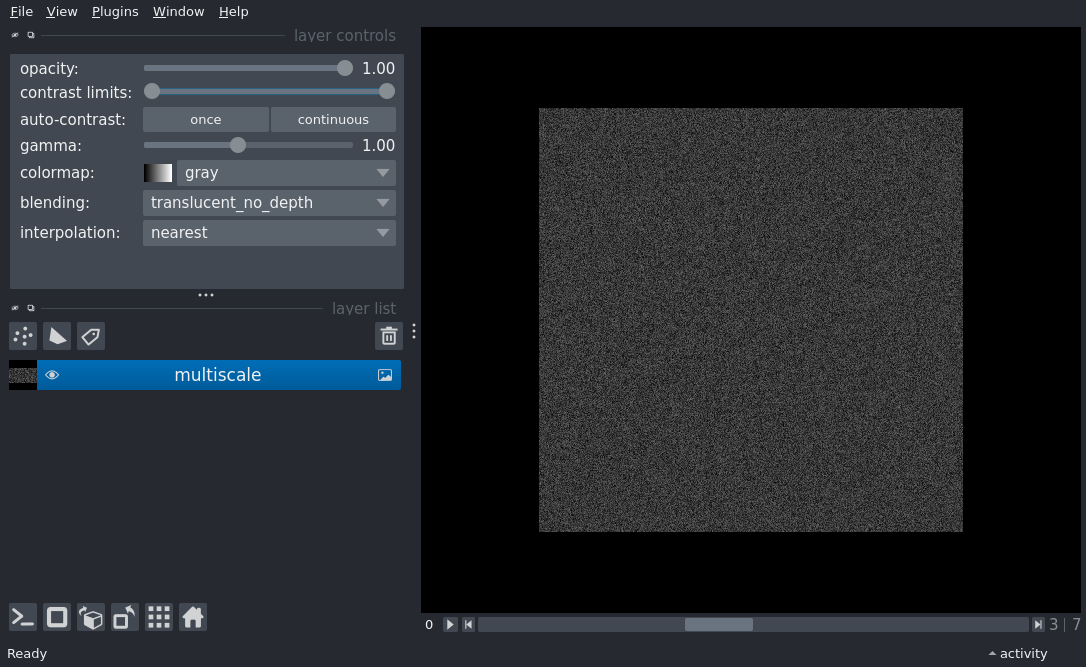 File View Plugins Window Help
layer controls
opacity: 1.00
contrast limits:
auto-contrast: once continuous
gamma: 1.00
colormap: gray
blending: translucent_no_depth
interpolation: nearest
layer list
multiscale
0 3 | 7
Ready activity